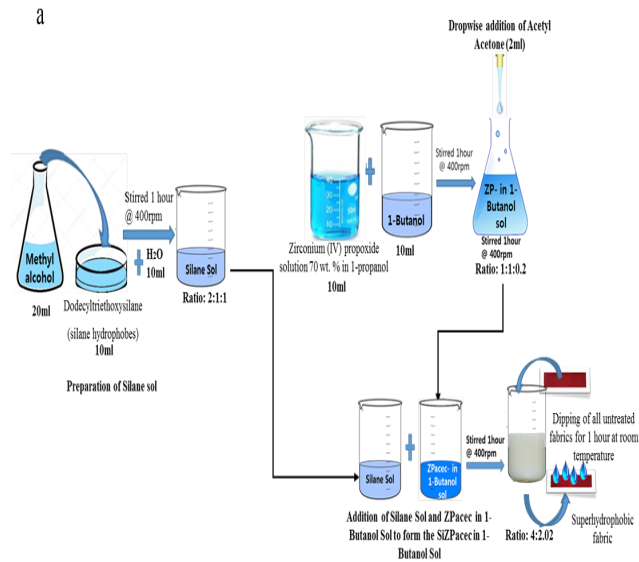 a
Dropwise addition of Acetyl
Acetone (2ml)
Stirred 1 hour
@ 400rpm
Methyl
alcohol
20ml
H2O
10ml
Silane Sol
Ratio: 2:1:1
Dodecyltriethoxysilane
(silane hydrophobes)
10ml
Preparation of Silane sol
1-Butanol
10ml
Zirconium (IV) propoxide
solution 70 wt. % in 1-propanol
10ml
Stirred 1hour
@ 400rpm
ZP- in 1-
Butanol
sol
Stirred 1hour
@ 400rpm
Ratio: 1:1:0.2
Silane Sol
ZPacec- in
1-Butanol
sol
Stirred 1hour
@ 400rpm
Addition of Silane Sol and ZPacec in 1-
Butanol Sol to form the SiZPacec in 1-
Butanol Sol
Dipping of all untreated
fabrics for 1 hour at room
temperature
Superhydrophobic
fabric
Ratio: 4:2.02